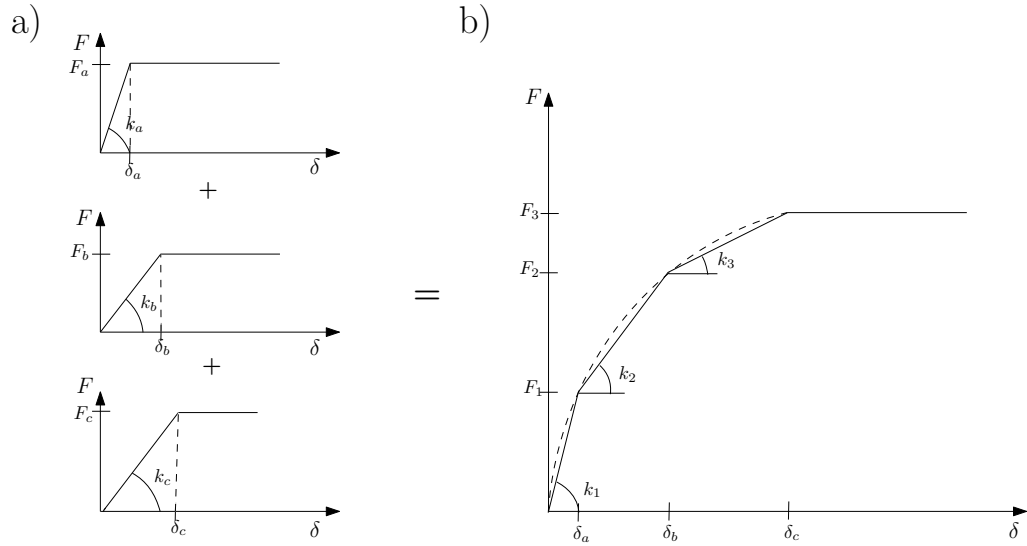 a)
F
F_a
k_a
δ_a
δ
+
F
F_b
k_b
δ_b
δ
+
F
F_c
k_c
δ_c
δ
=
b)
F
F_3
F_2
F_1
k_3
k_2
k_1
δ_a
δ_b
δ_c
δ